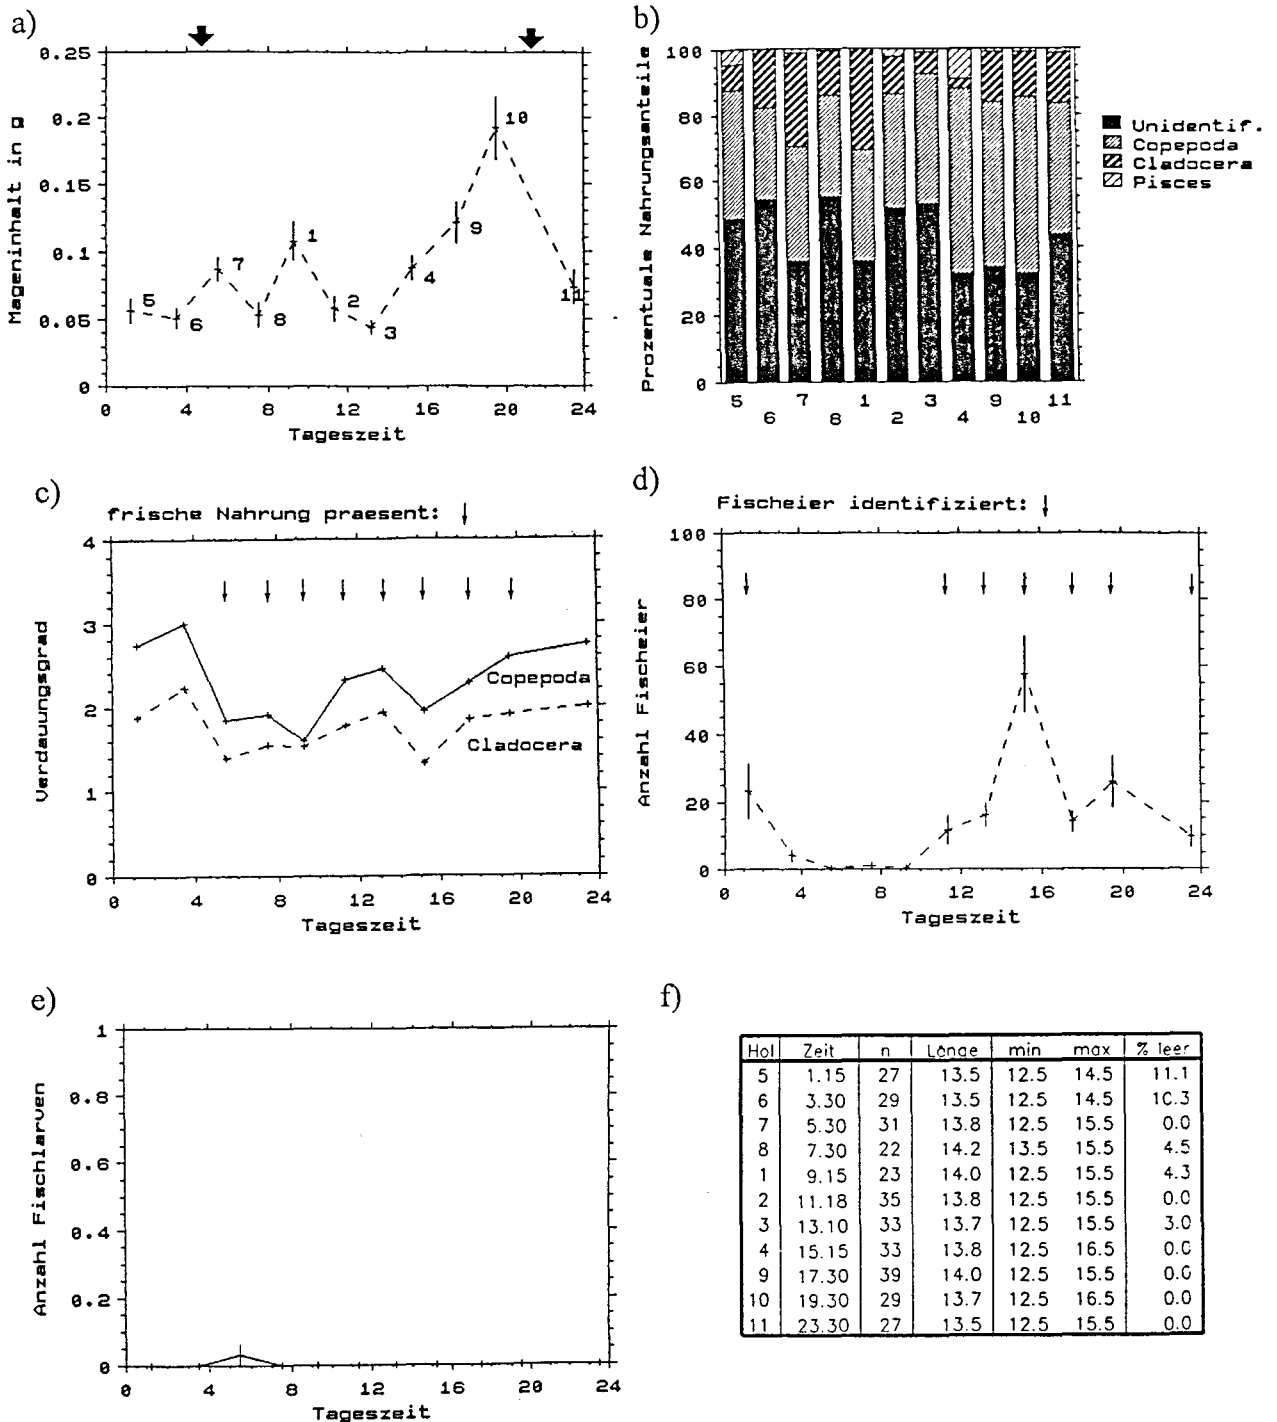 a)
0.25
0.2
0.15
0.1
0.05
0
Mageninhalt in g
5
6
7
8
1
2
3
4
9
10
11
0 4 8 12 16 20 24
Tageszeit
b)
100
80
60
40
20
0
Prozentuale Nahrungsanteile
5 7 1 3 9 11
6 8 2 4 10
Unidentif.
Copepoda
Cladocera
Pisces
c)
frische Nahrung praesent:
4
3
2
1
0
Verdauungsgrad
Copepoda
Cladocera
0 4 8 12 16 20 24
Tageszeit
d)
Fischeier identifiziert:
100
80
60
40
20
0
Anzahl Fischeier
0 4 8 12 16 20 24
Tageszeit
e)
1
0.8
0.6
0.4
0.2
0
Anzahl Fischlarven
0 4 8 12 16 20 24
Tageszeit
f)
Hol Zeit n Länge min max % leer
5 1.15 27 13.5 12.5 14.5 11.1
6 3.30 29 13.5 12.5 14.5 10.3
7 5.30 31 13.8 12.5 15.5 0.0
8 7.30 22 14.2 13.5 15.5 4.5
1 9.15 23 14.0 12.5 15.5 4.3
2 11.18 35 13.8 12.5 15.5 0.0
3 13.10 33 13.7 12.5 15.5 3.0
4 15.15 33 13.8 12.5 16.5 0.0
9 17.30 39 14.0 12.5 15.5 0.0
10 19.30 29 13.7 12.5 16.5 0.0
11 23.30 27 13.5 12.5 15.5 0.0